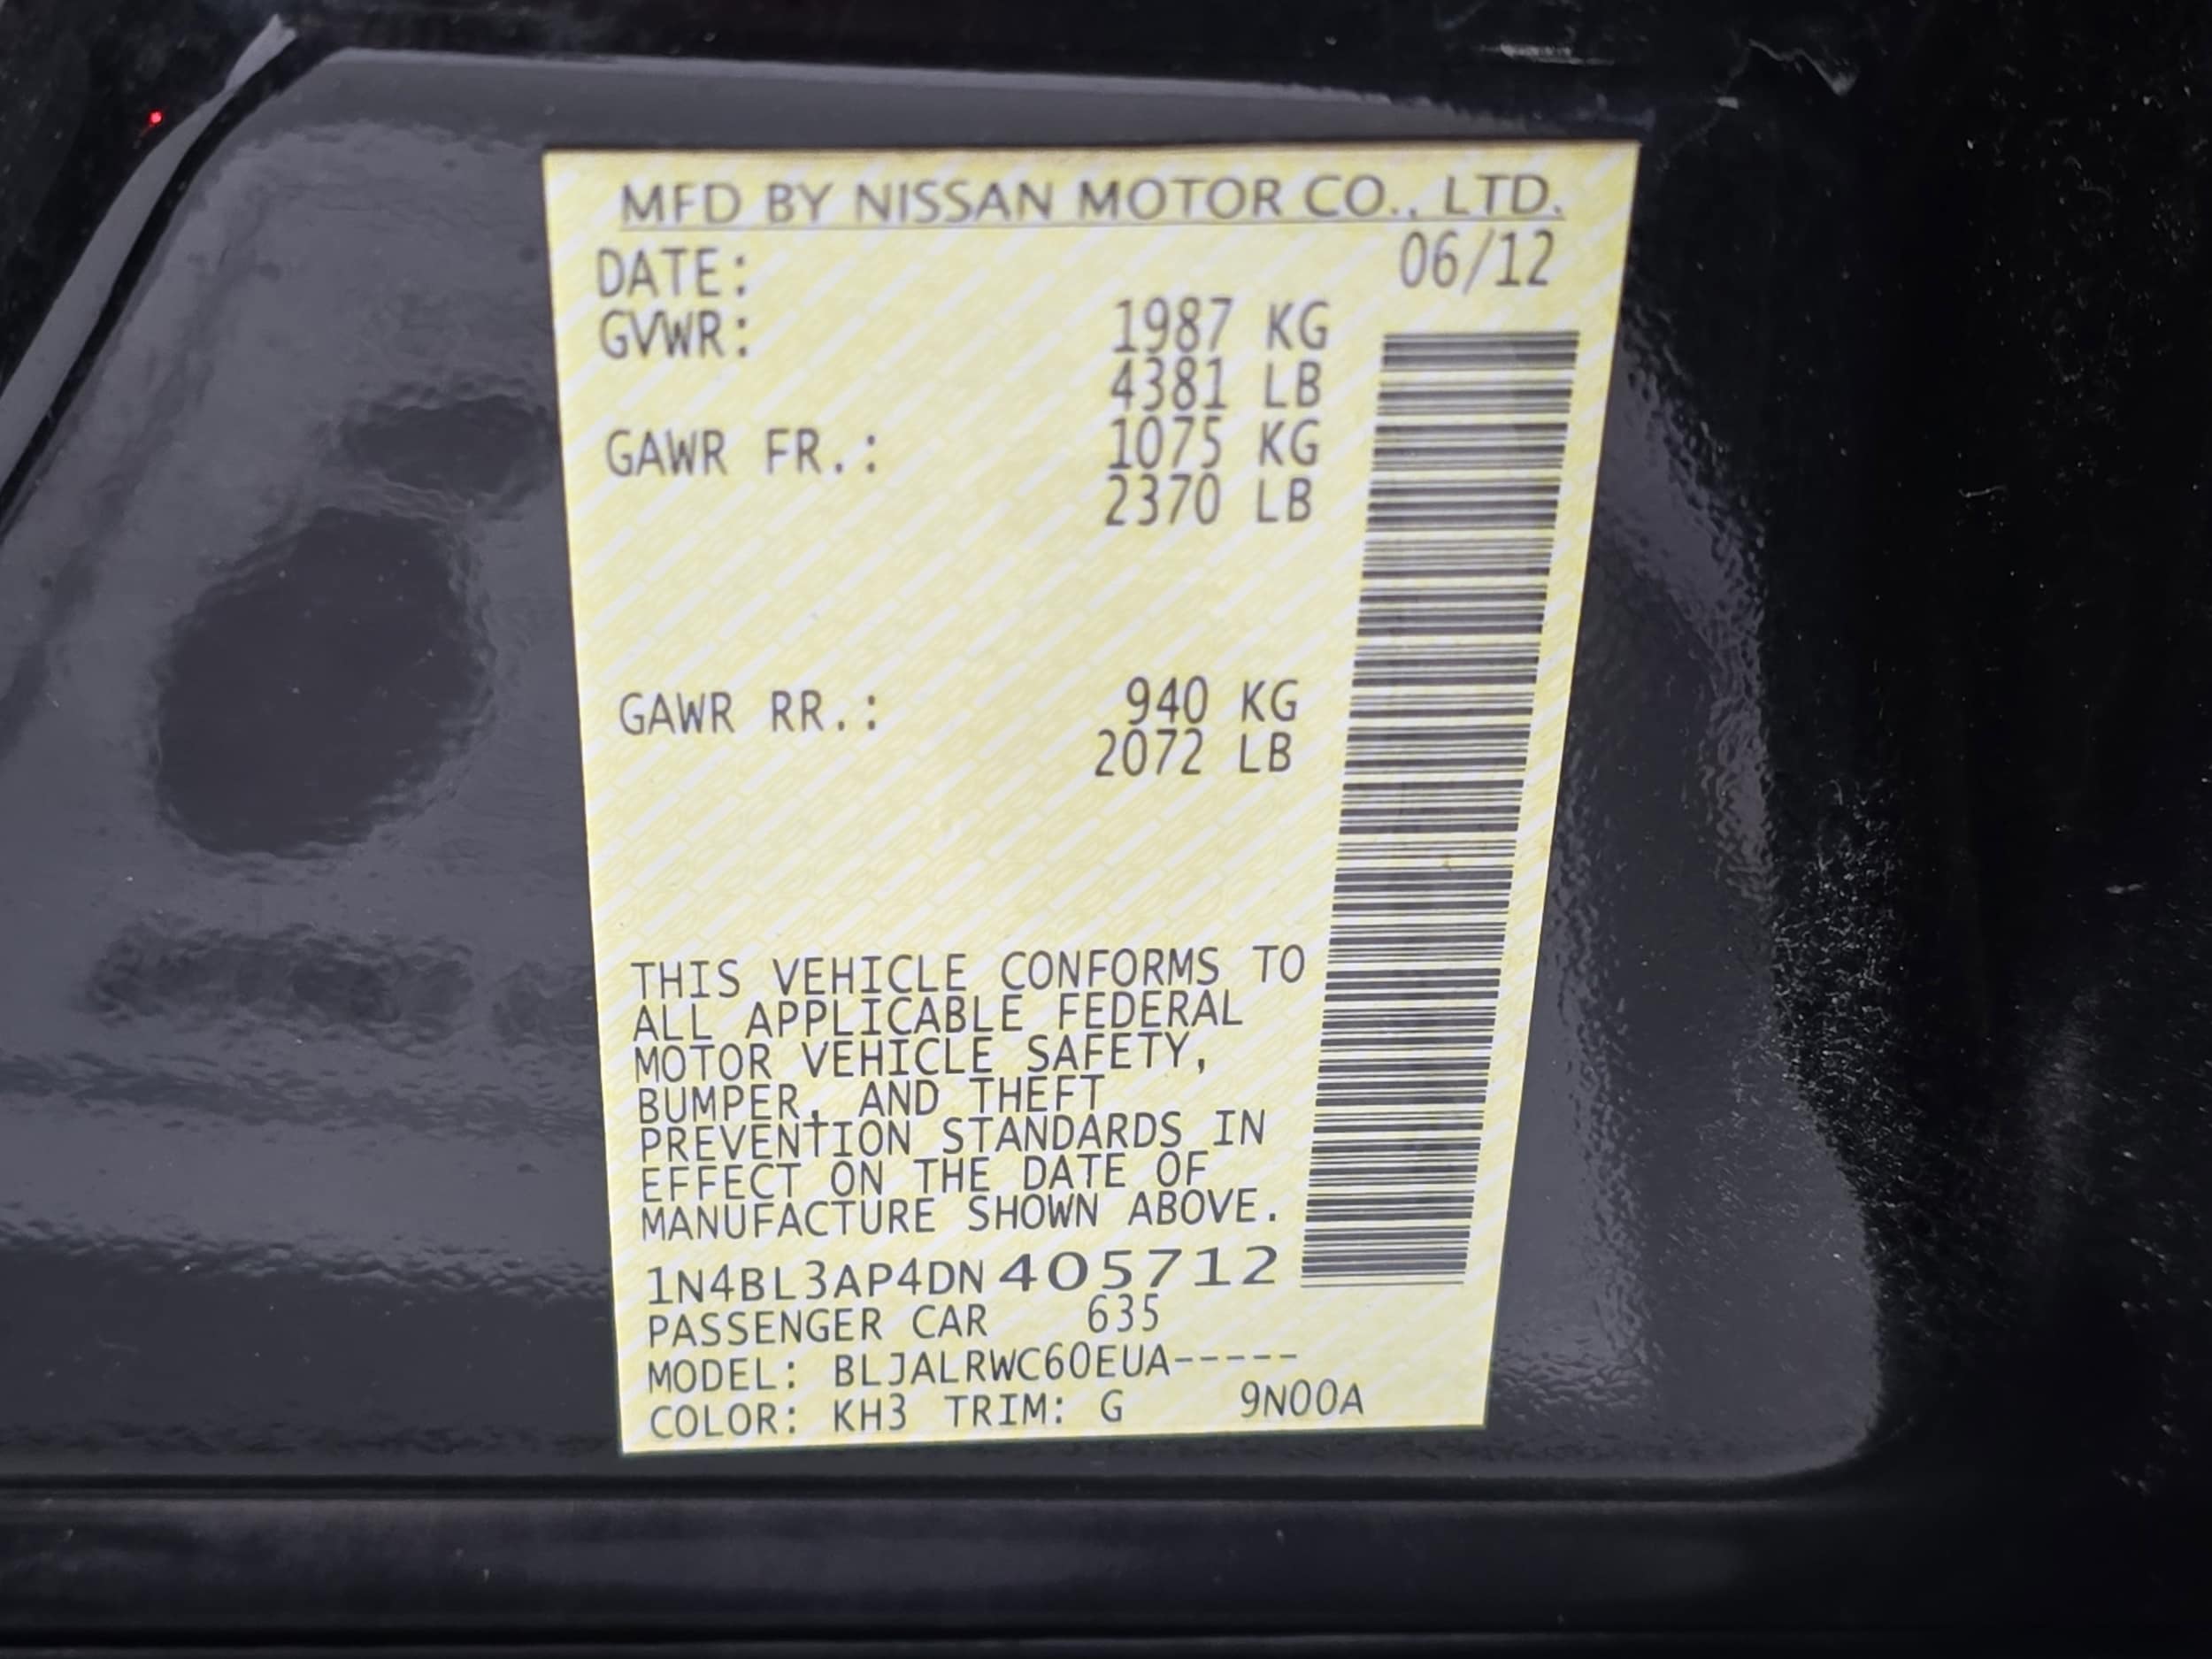 MFD BY NISSAN MOTOR CO., LTD.
DATE: 06/12
GVWR: 1987 KG
4381 LB
GAWR FR.: 1075 KG
2370 LB
GAWR RR.: 940 KG
2072 LB
THIS VEHICLE CONFORMS TO
ALL APPLICABLE FEDERAL
MOTOR VEHICLE SAFETY,
BUMPER, AND THEFT
PREVENTION STANDARDS IN
EFFECT ON THE DATE OF
MANUFACTURE SHOWN ABOVE.
1N4BL3AP4DN405712
PASSENGER CAR 635
MODEL: BLJALRWC60EUA-----
COLOR: KH3 TRIM: G 9N00A